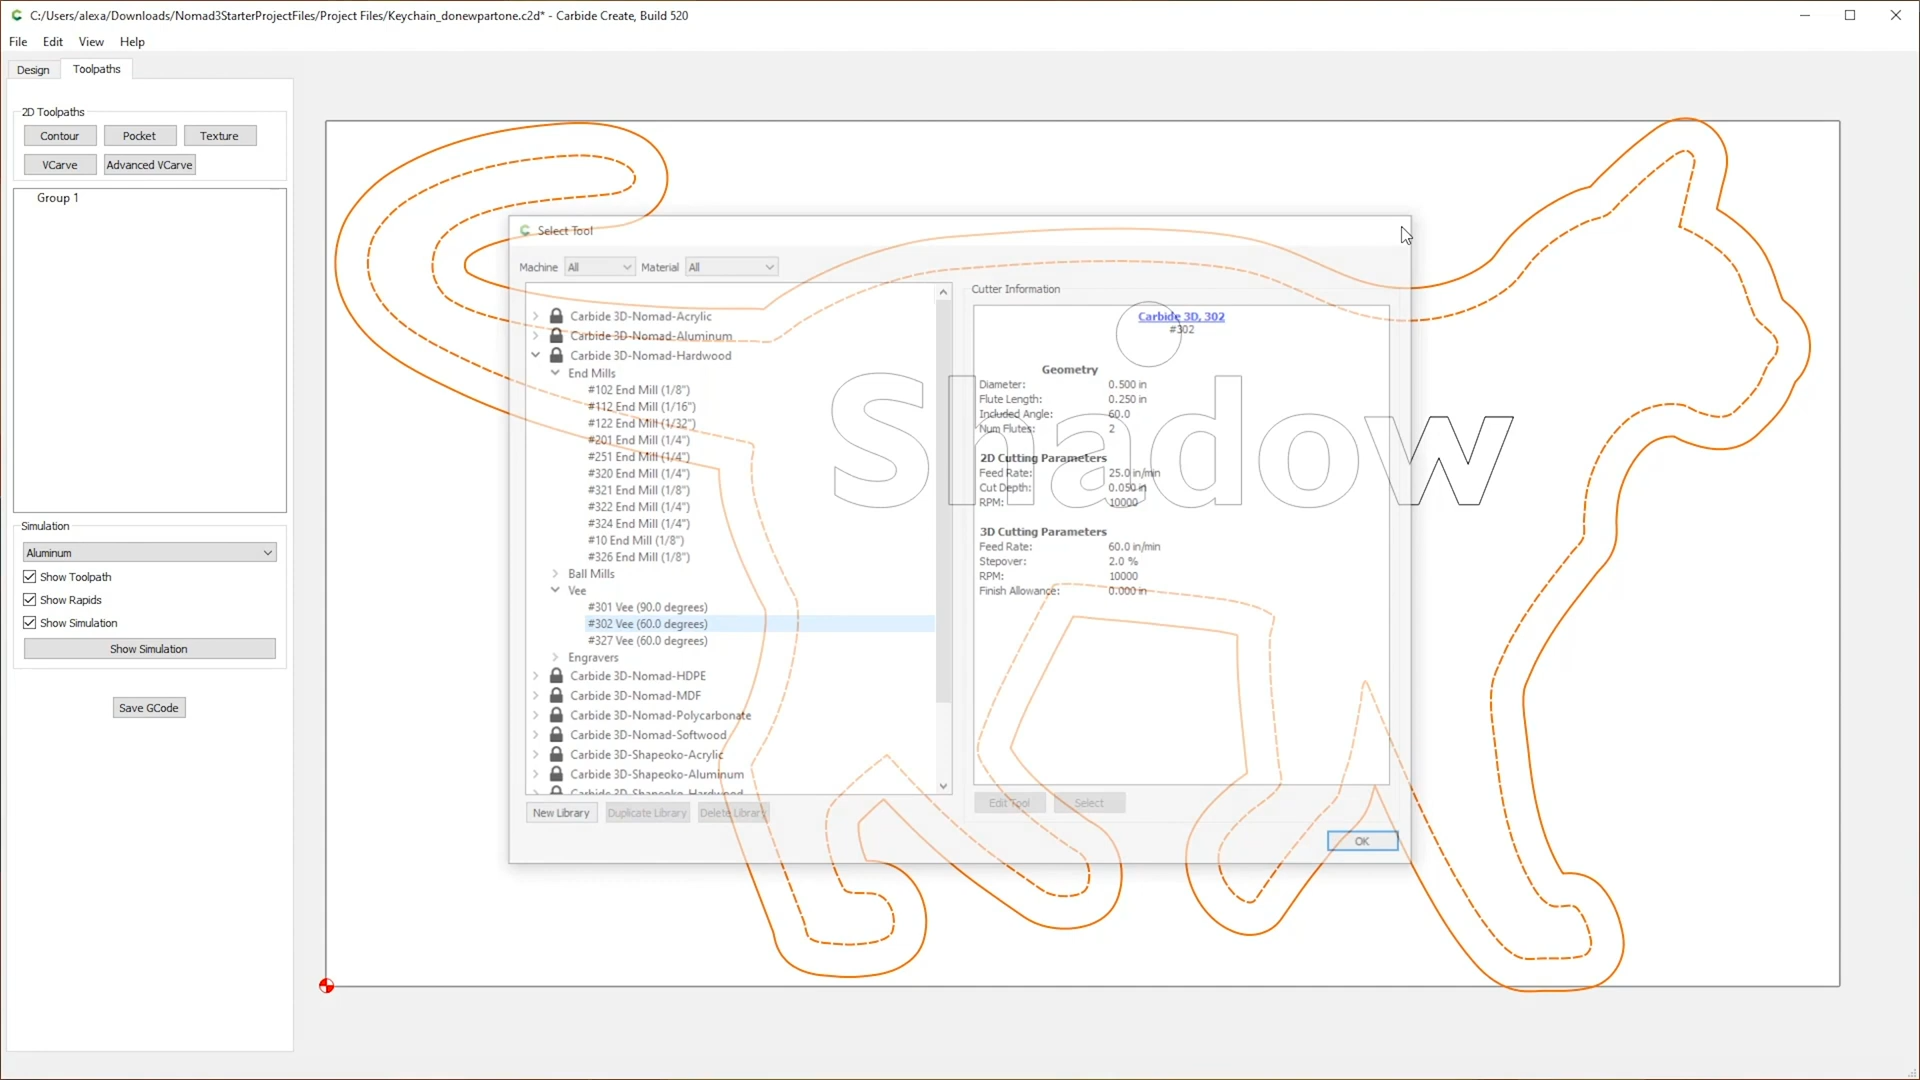 C:/Users/alexa/Downloads/Nomad3StarterProjectFiles/Project Files/Keychain_donewpartone.c2d* - Carbide Create, Build 520
File Edit View Help
Design Toolpaths
2D Toolpaths
Contour Pocket Texture
VCarve Advanced VCarve
Group 1
Simulation
Aluminum
Show Toolpath
Show Rapids
Show Simulation
Show Simulation
Save GCode
Select Tool
Machine All Material All
Carbide 3D-Nomad-Acrylic
Carbide 3D-Nomad-Aluminum
Carbide 3D-Nomad-Hardwood
End Mills
#102 End Mill (1/8")
#112 End Mill (1/16")
#122 End Mill (1/32")
#201 End Mill (1/4")
#251 End Mill (1/4")
#320 End Mill (1/4")
#321 End Mill (1/8")
#322 End Mill (1/4")
#324 End Mill (1/4")
#10 End Mill (1/8")
#326 End Mill (1/8")
Ball Mills
Vee
#301 Vee (90.0 degrees)
#302 Vee (60.0 degrees)
#327 Vee (60.0 degrees)
Engravers
Carbide 3D-Nomad-HDPE
Carbide 3D-Nomad-MDF
Carbide 3D-Nomad-Polycarbonate
Carbide 3D-Nomad-Softwood
Carbide 3D-Shapeoko-Acrylic
Carbide 3D-Shapeoko-Aluminum
Carbide 3D-Shapeoko-Hardwood
New Library Duplicate Library Delete Library
Cutter Information
Carbide 3D, 302
#302
Geometry
Diameter: 0.500 in
Flute Length: 0.250 in
Included Angle: 60.0
Num Flutes: 2
2D Cutting Parameters
Feed Rate: 25.0 in/min
Cut Depth: 0.050 in
RPM: 10000
3D Cutting Parameters
Feed Rate: 60.0 in/min
Stepover: 2.0 %
RPM: 10000
Finish Allowance: 0.000 in
Edit Tool Select
OK
Shadow